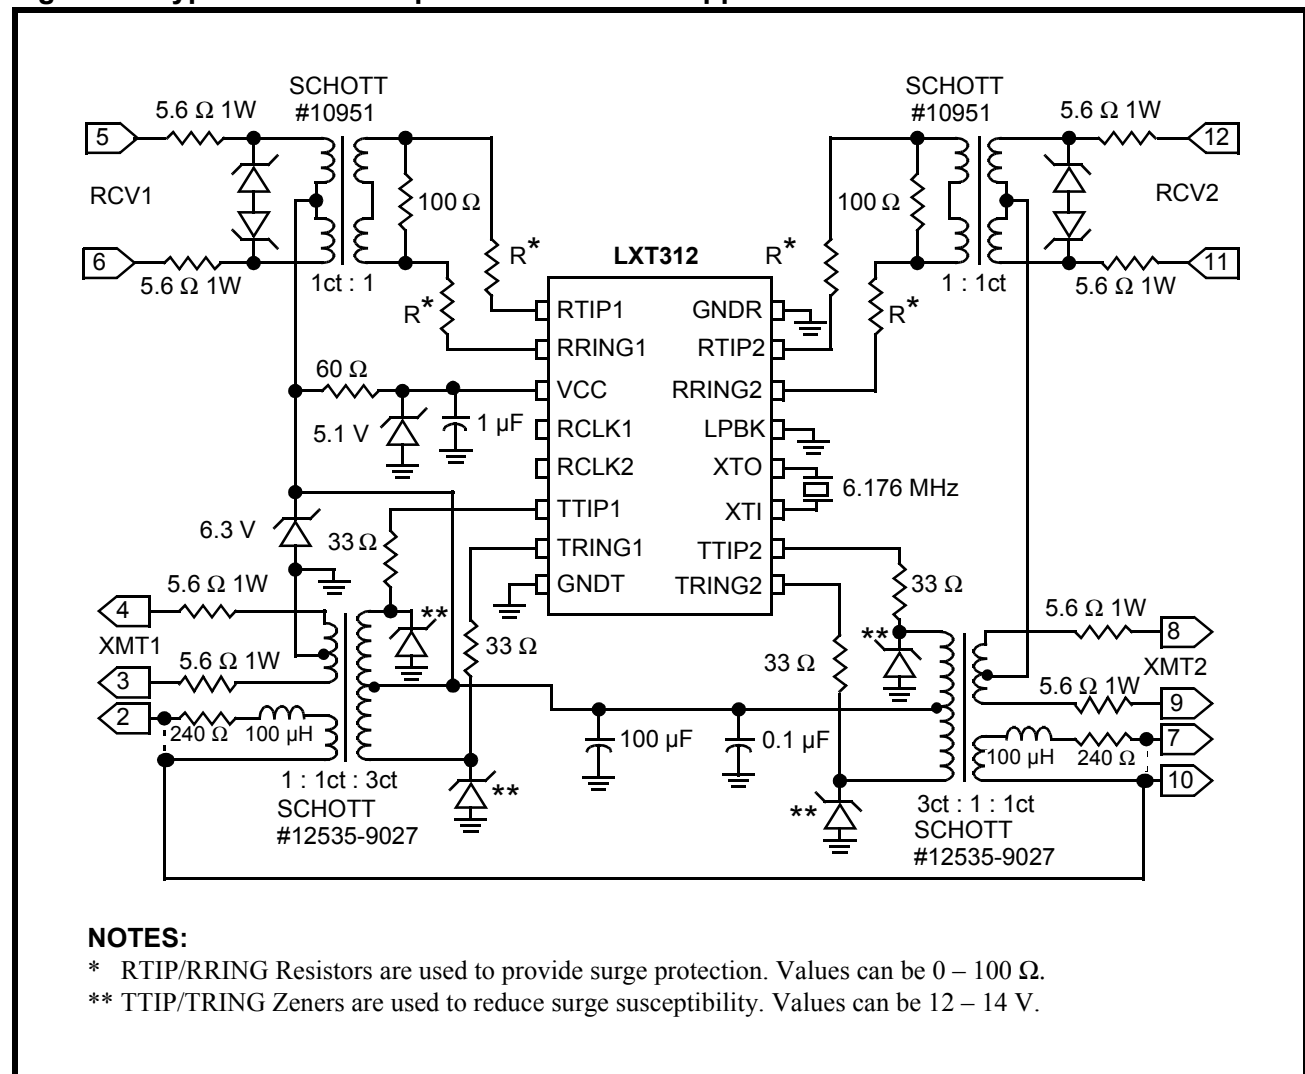 SCHOTT
#10951
5.6 Ω 1W
5
RCV1
6
5.6 Ω 1W
1ct : 1
100 Ω
R*
R*
SCHOTT
#10951
5.6 Ω 1W
12
RCV2
11
5.6 Ω 1W
1 : 1ct
100 Ω
R*
R*
LXT312
RTIP1
RRING1
VCC
RCLK1
RCLK2
TTIP1
TRING1
GNDT
GNDR
RTIP2
RRING2
LPBK
XTO
XTI
TTIP2
TRING2
60 Ω
5.1 V
1 µF
6.176 MHz
6.3 V
33 Ω
5.6 Ω 1W
4
XMT1
5.6 Ω 1W
3
2
240 Ω
100 µH
**
33 Ω
**
1 : 1ct : 3ct
SCHOTT
#12535-9027
100 µF
0.1 µF
33 Ω
33 Ω
**
**
5.6 Ω 1W
8
XMT2
5.6 Ω 1W
9
7
100 µH
240 Ω
10
3ct : 1 : 1ct
SCHOTT
#12535-9027
NOTES:
* RTIP/RRING Resistors are used to provide surge protection. Values can be 0 – 100 Ω.
** TTIP/TRING Zeners are used to reduce surge susceptibility. Values can be 12 – 14 V.